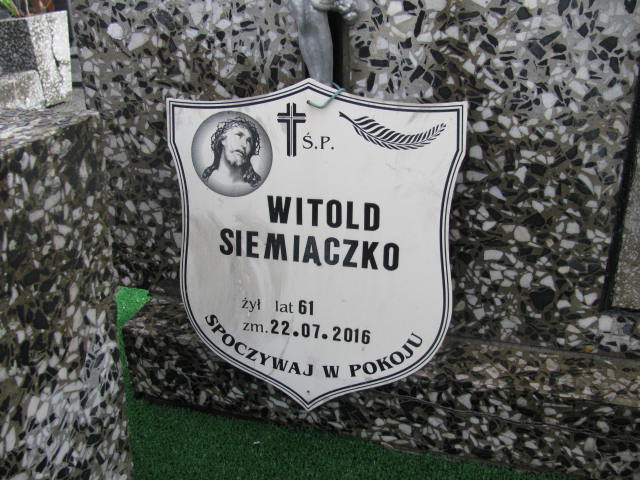 Ś.P.
WITOLD
SIEMIĄCZKO
żył lat 61
zm. 22.07.2016
SPOCZYWAJ W POKOJU